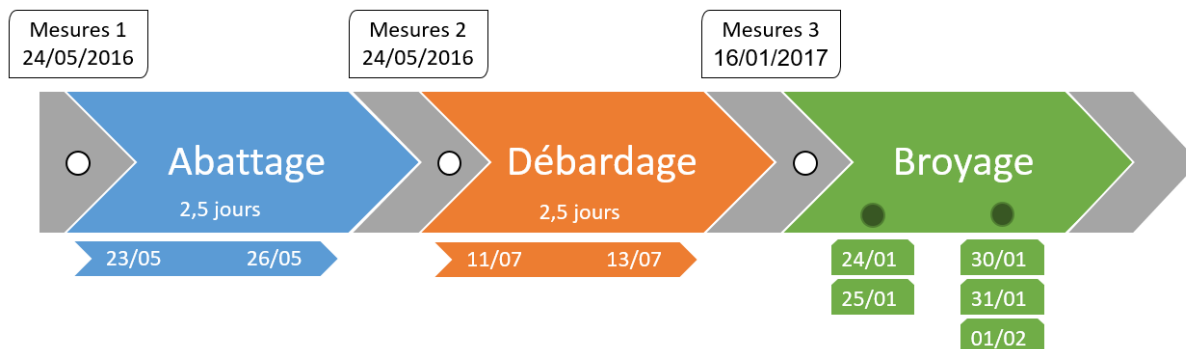 Mesures 1
24/05/2016
Mesures 2
24/05/2016
Mesures 3
16/01/2017
Abattage
2,5 jours
Débardage
2,5 jours
Broyage
23/05 26/05
11/07 13/07
24/01
25/01
30/01
31/01
01/02